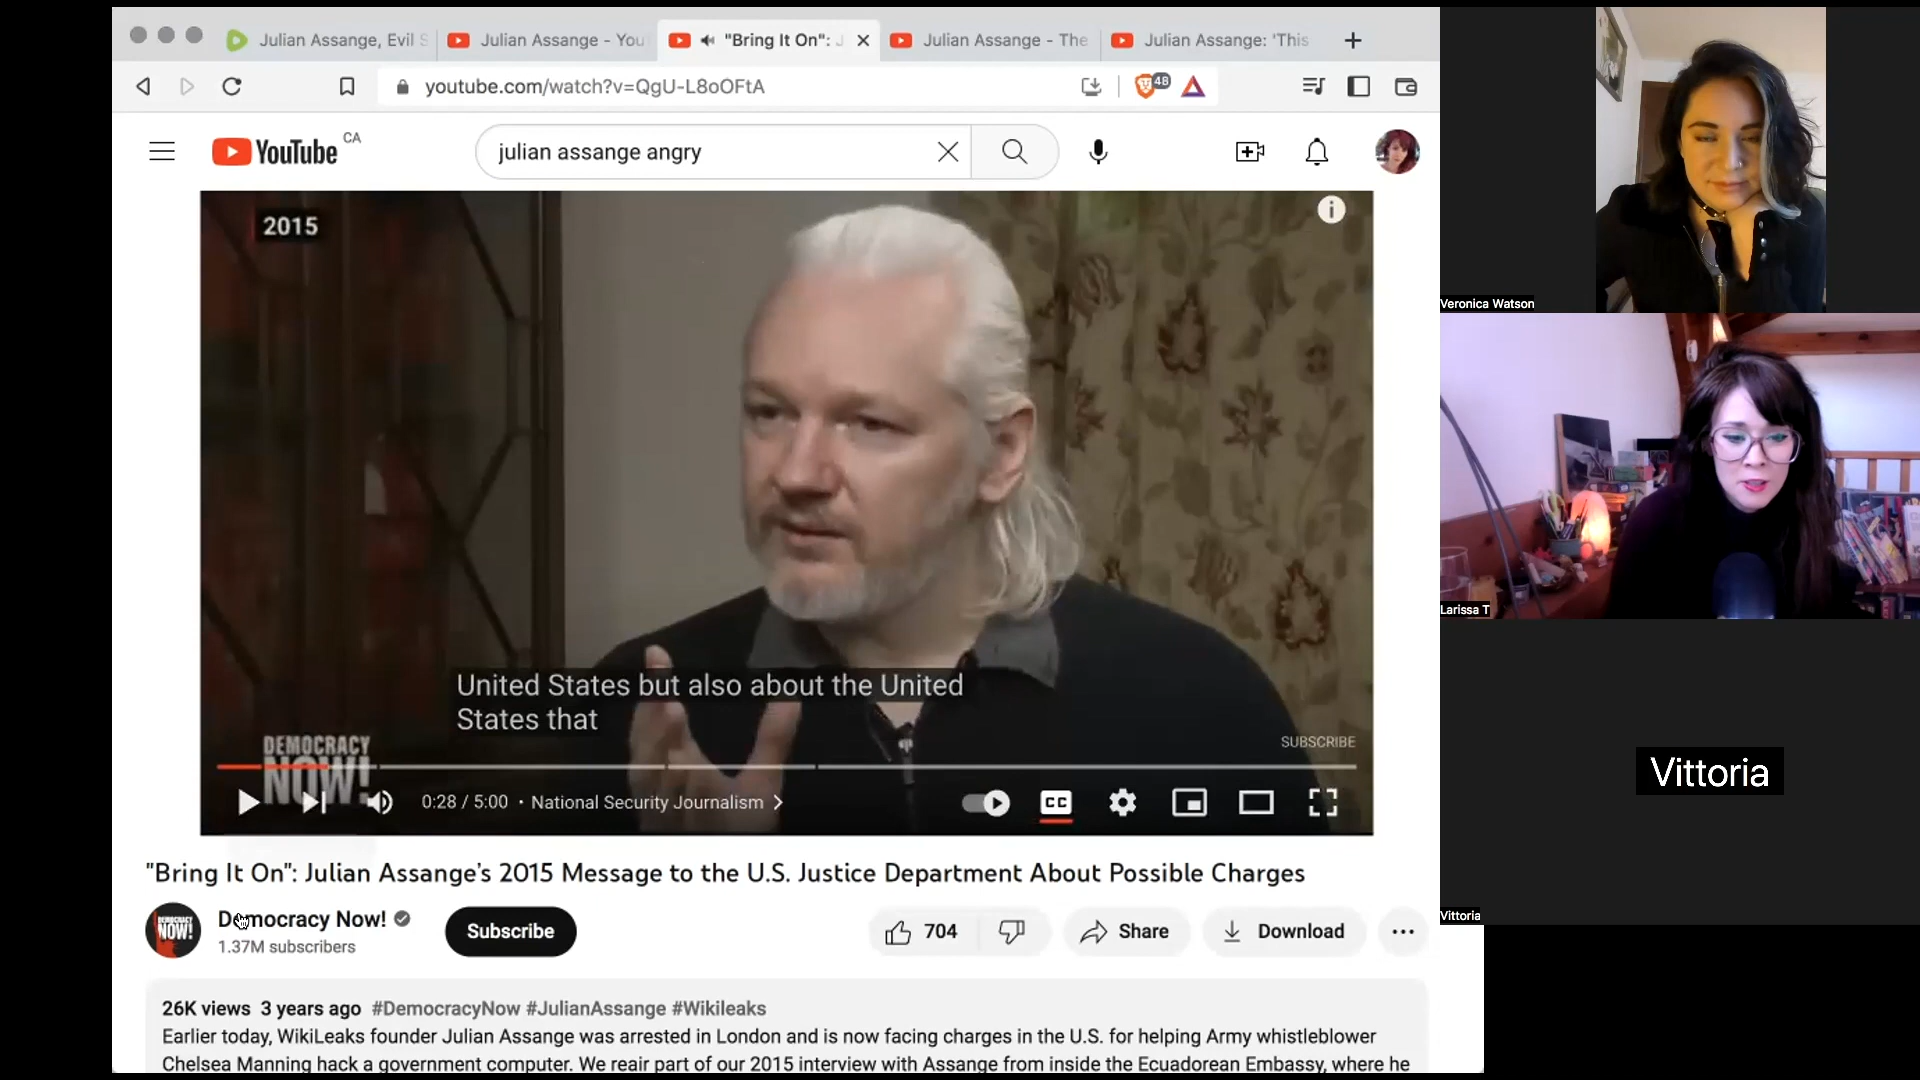 Julian Assange, Evil S
Julian Assange - You
"Bring It On": J
Julian Assange - The
Julian Assange: 'This
youtube.com/watch?v=QgU-L8oOFtA
48
YouTube CA
julian assange angry
2015
United States but also about the United
States that
SUBSCRIBE
DEMOCRACY
NOW!
0:28 / 5:00 • National Security Journalism
CC
"Bring It On": Julian Assange's 2015 Message to the U.S. Justice Department About Possible Charges
DEMOCRACY
NOW!
Democracy Now!
1.37M subscribers
Subscribe
704
Share
Download
26K views 3 years ago #DemocracyNow #JulianAssange #Wikileaks
Earlier today, WikiLeaks founder Julian Assange was arrested in London and is now facing charges in the U.S. for helping Army whistleblower
Chelsea Manning hack a government computer. We reair part of our 2015 interview with Assange from inside the Ecuadorean Embassy, where he
Veronica Watson
Larissa T
Vittoria
Vittoria